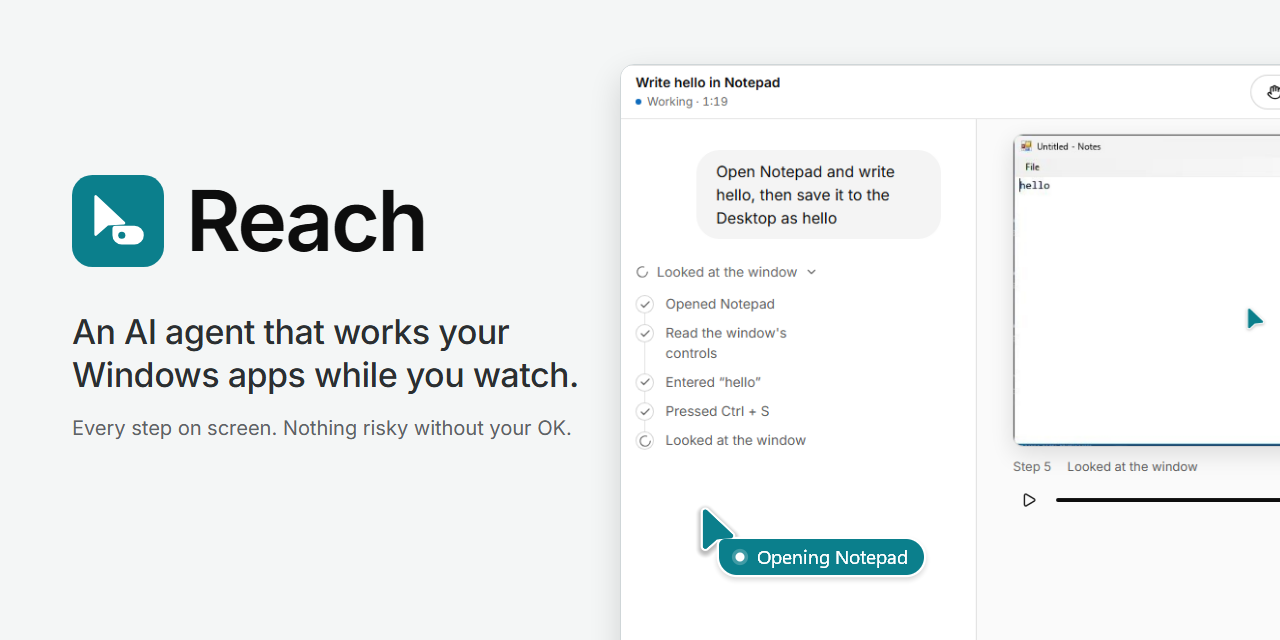 Reach
An AI agent that works your
Windows apps while you watch.
Every step on screen. Nothing risky without your OK.
Write hello in Notepad
Working · 1:19
Open Notepad and write
hello, then save it to the
Desktop as hello
Looked at the window
Opened Notepad
Read the window's
controls
Entered “hello”
Pressed Ctrl + S
Looked at the window
Opening Notepad
Untitled - Notes
File
hello
Step 5 Looked at the window